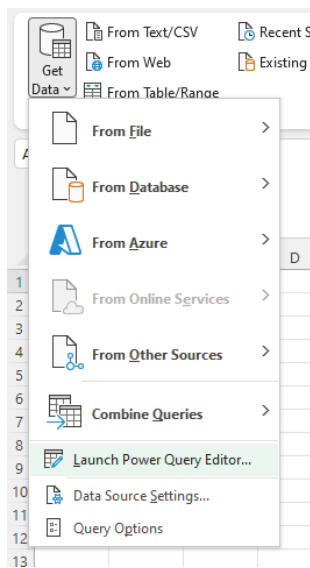 Get
Data
From Text/CSV
From Web
From Table/Range
Recent S
Existing
From File
From Database
From Azure
From Online Services
From Other Sources
Combine Queries
Launch Power Query Editor...
Data Source Settings...
Query Options
A
D
1
2
3
4
5
6
7
8
9
10
11
12
13